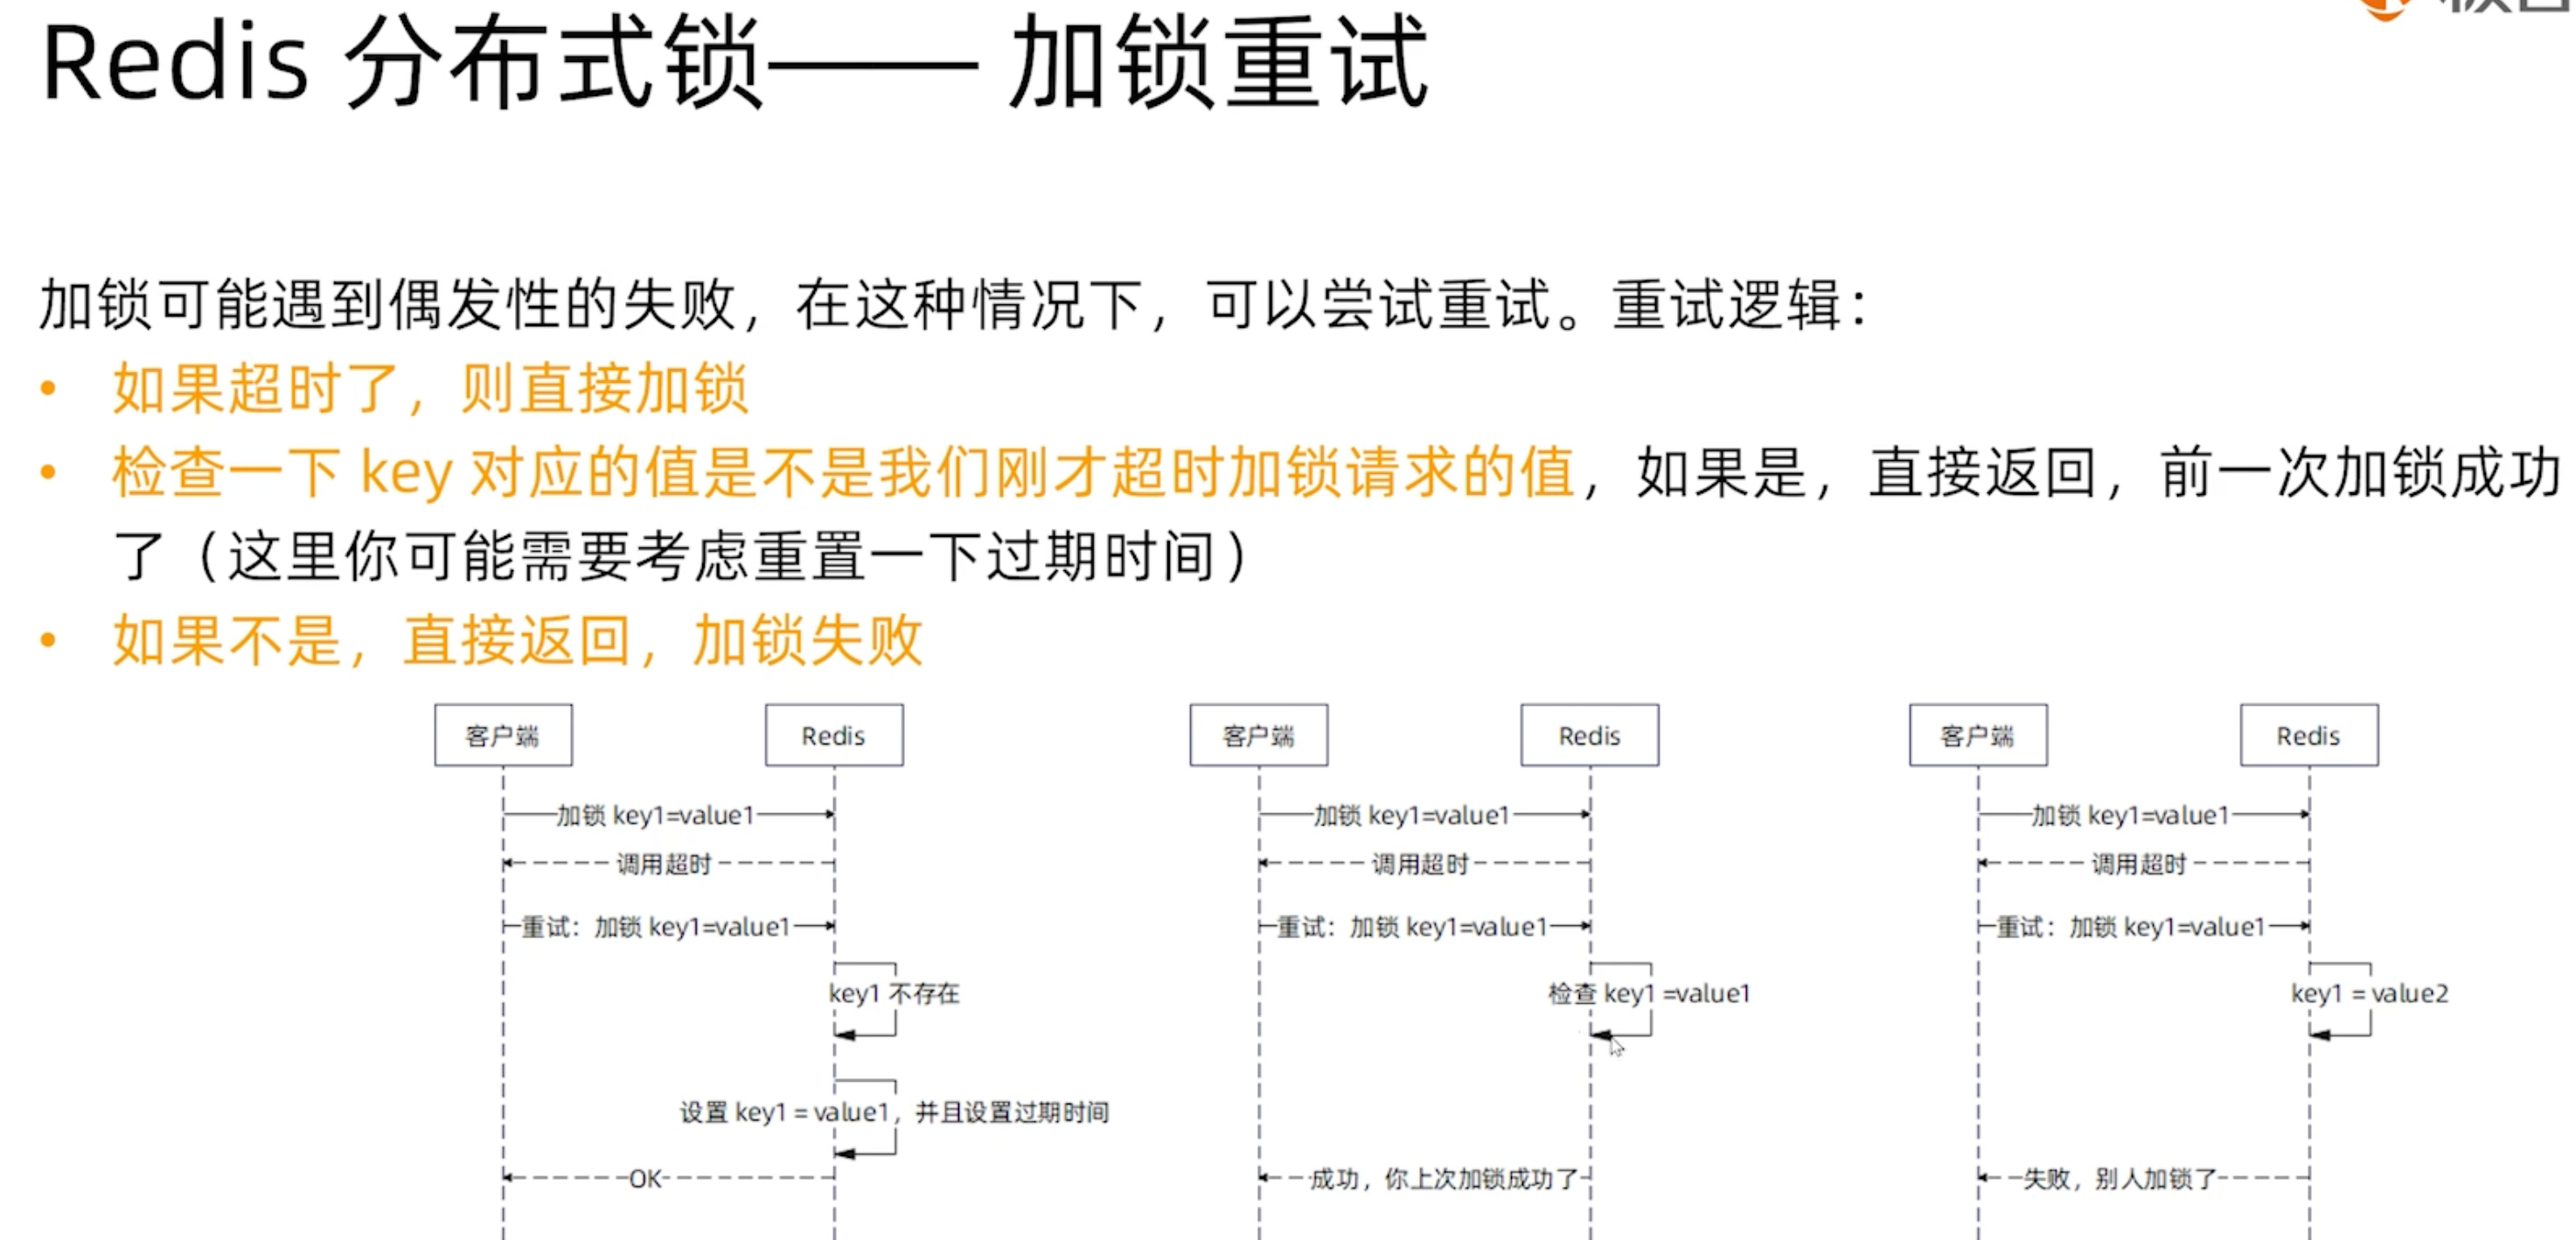 Redis 分布式锁—— 加锁重试
加锁可能遇到偶发性的失败，在这种情况下，可以尝试重试。重试逻辑：
• 如果超时了，则直接加锁
• 检查一下 key 对应的值是不是我们刚才超时加锁请求的值，如果是，直接返回，前一次加锁成功
了（这里你可能需要考虑重置一下过期时间）
• 如果不是，直接返回，加锁失败
客户端
Redis
加锁 key1=value1
调用超时
重试：加锁 key1=value1
key1 不存在
设置 key1 = value1，并且设置过期时间
OK
客户端
Redis
加锁 key1=value1
调用超时
重试：加锁 key1=value1
检查 key1 =value1
成功，你上次加锁成功了
客户端
Redis
加锁 key1=value1
调用超时
重试：加锁 key1=value1
key1 = value2
失败，别人加锁了